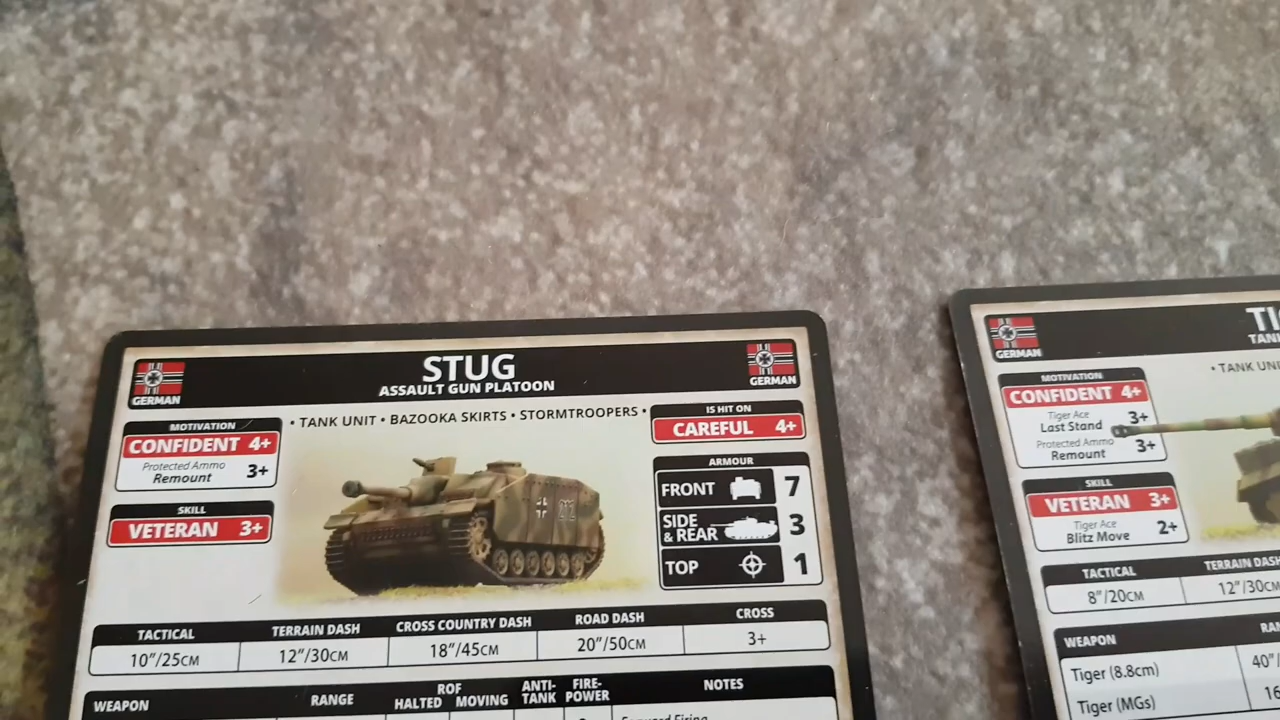 STUG
ASSAULT GUN PLATOON
GERMAN
GERMAN
• TANK UNIT • BAZOOKA SKIRTS • STORMTROOPERS •
MOTIVATION
CONFIDENT 4+
Protected Ammo
Remount 3+
SKILL
VETERAN 3+
IS HIT ON
CAREFUL 4+
ARMOUR
FRONT 7
SIDE
& REAR 3
TOP 1
TACTICAL TERRAIN DASH CROSS COUNTRY DASH ROAD DASH CROSS
10"/25CM 12"/30CM 18"/45CM 20"/50CM 3+
WEAPON RANGE ROF HALTED MOVING ANTI-TANK FIRE-POWER NOTES
GERMAN
• TANK
MOTIVATION
CONFIDENT 4+
Tiger Ace
Last Stand 3+
Protected Ammo
Remount 3+
SKILL
VETERAN 3+
Tiger Ace
Blitz Move 2+
TACTICAL TERRAIN DASH
8"/20CM 12"/30CM
WEAPON
Tiger (8.8cm) 40"/
Tiger (MGs) 16